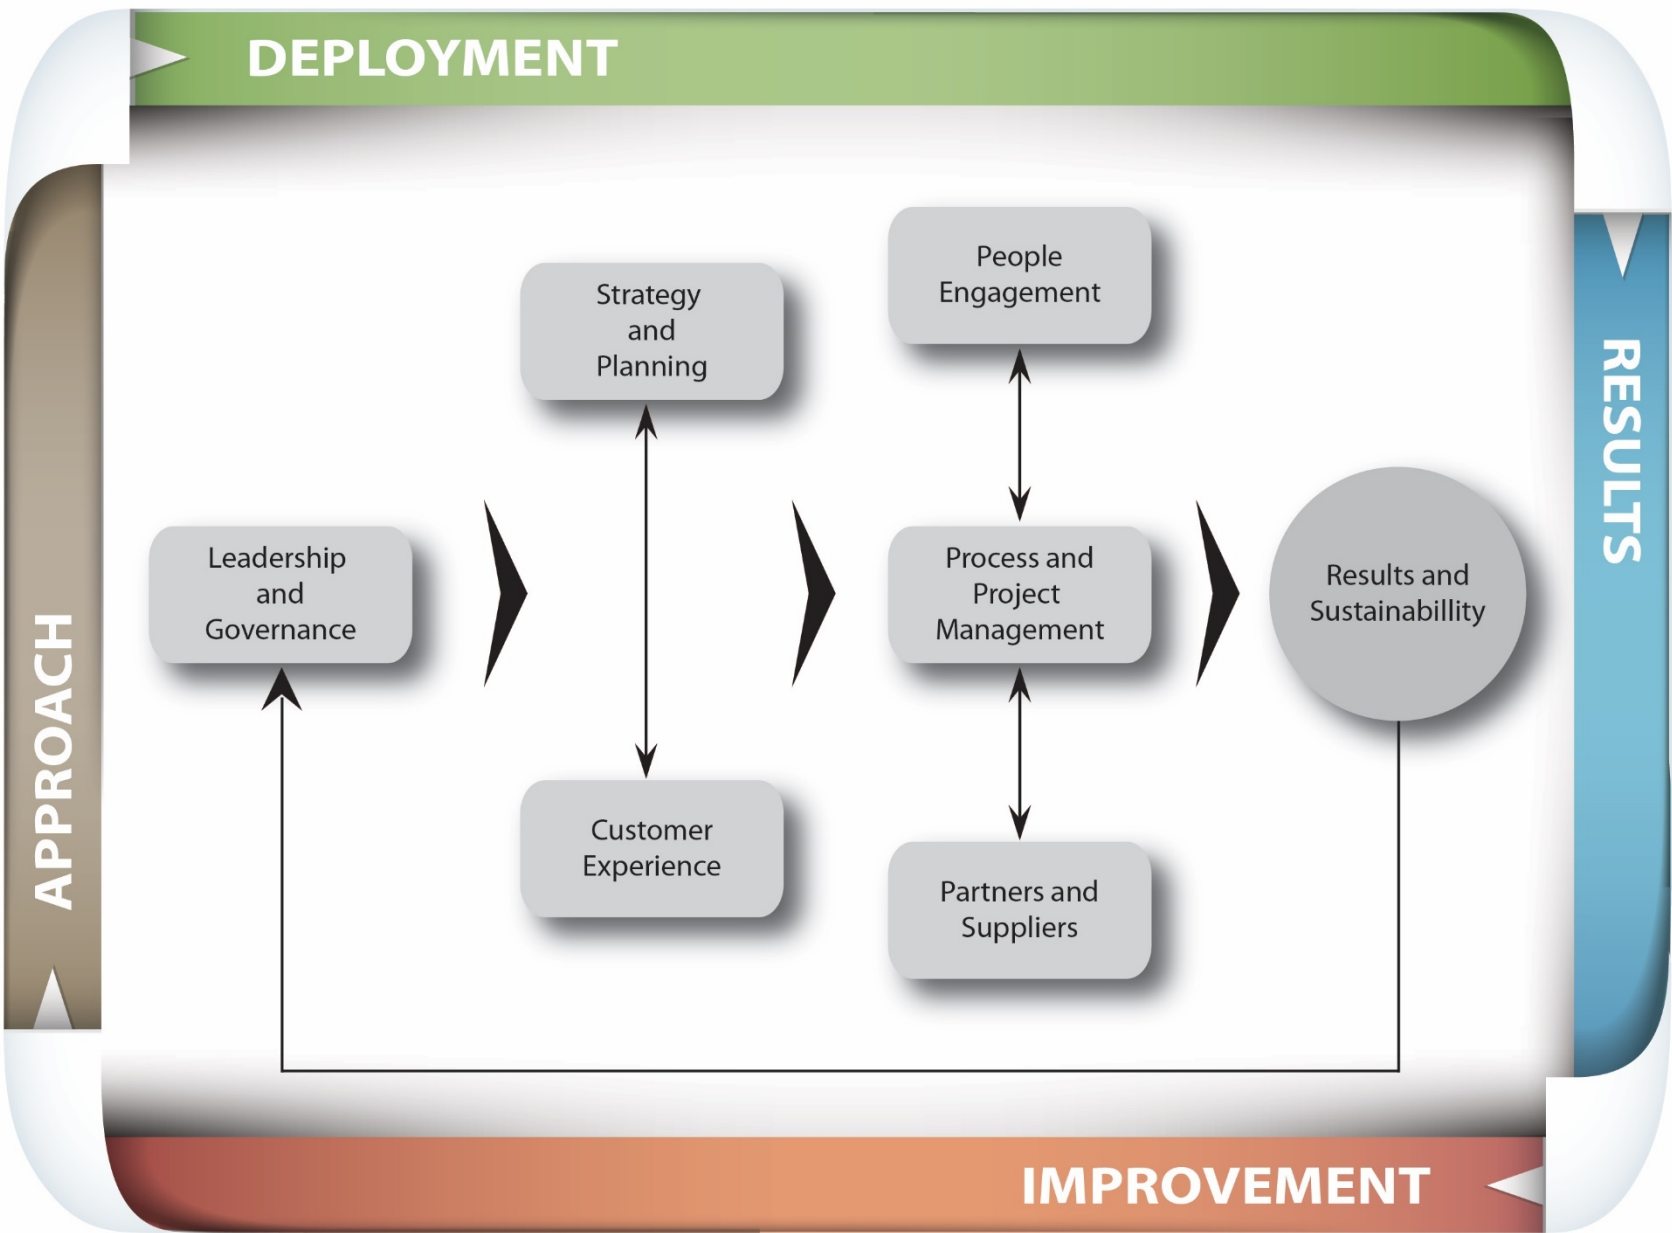 DEPLOYMENT
APPROACH
Leadership
and
Governance
Strategy
and
Planning
Customer
Experience
People
Engagement
Process and
Project
Management
Partners and
Suppliers
Results and
Sustainabillity
RESULTS
IMPROVEMENT